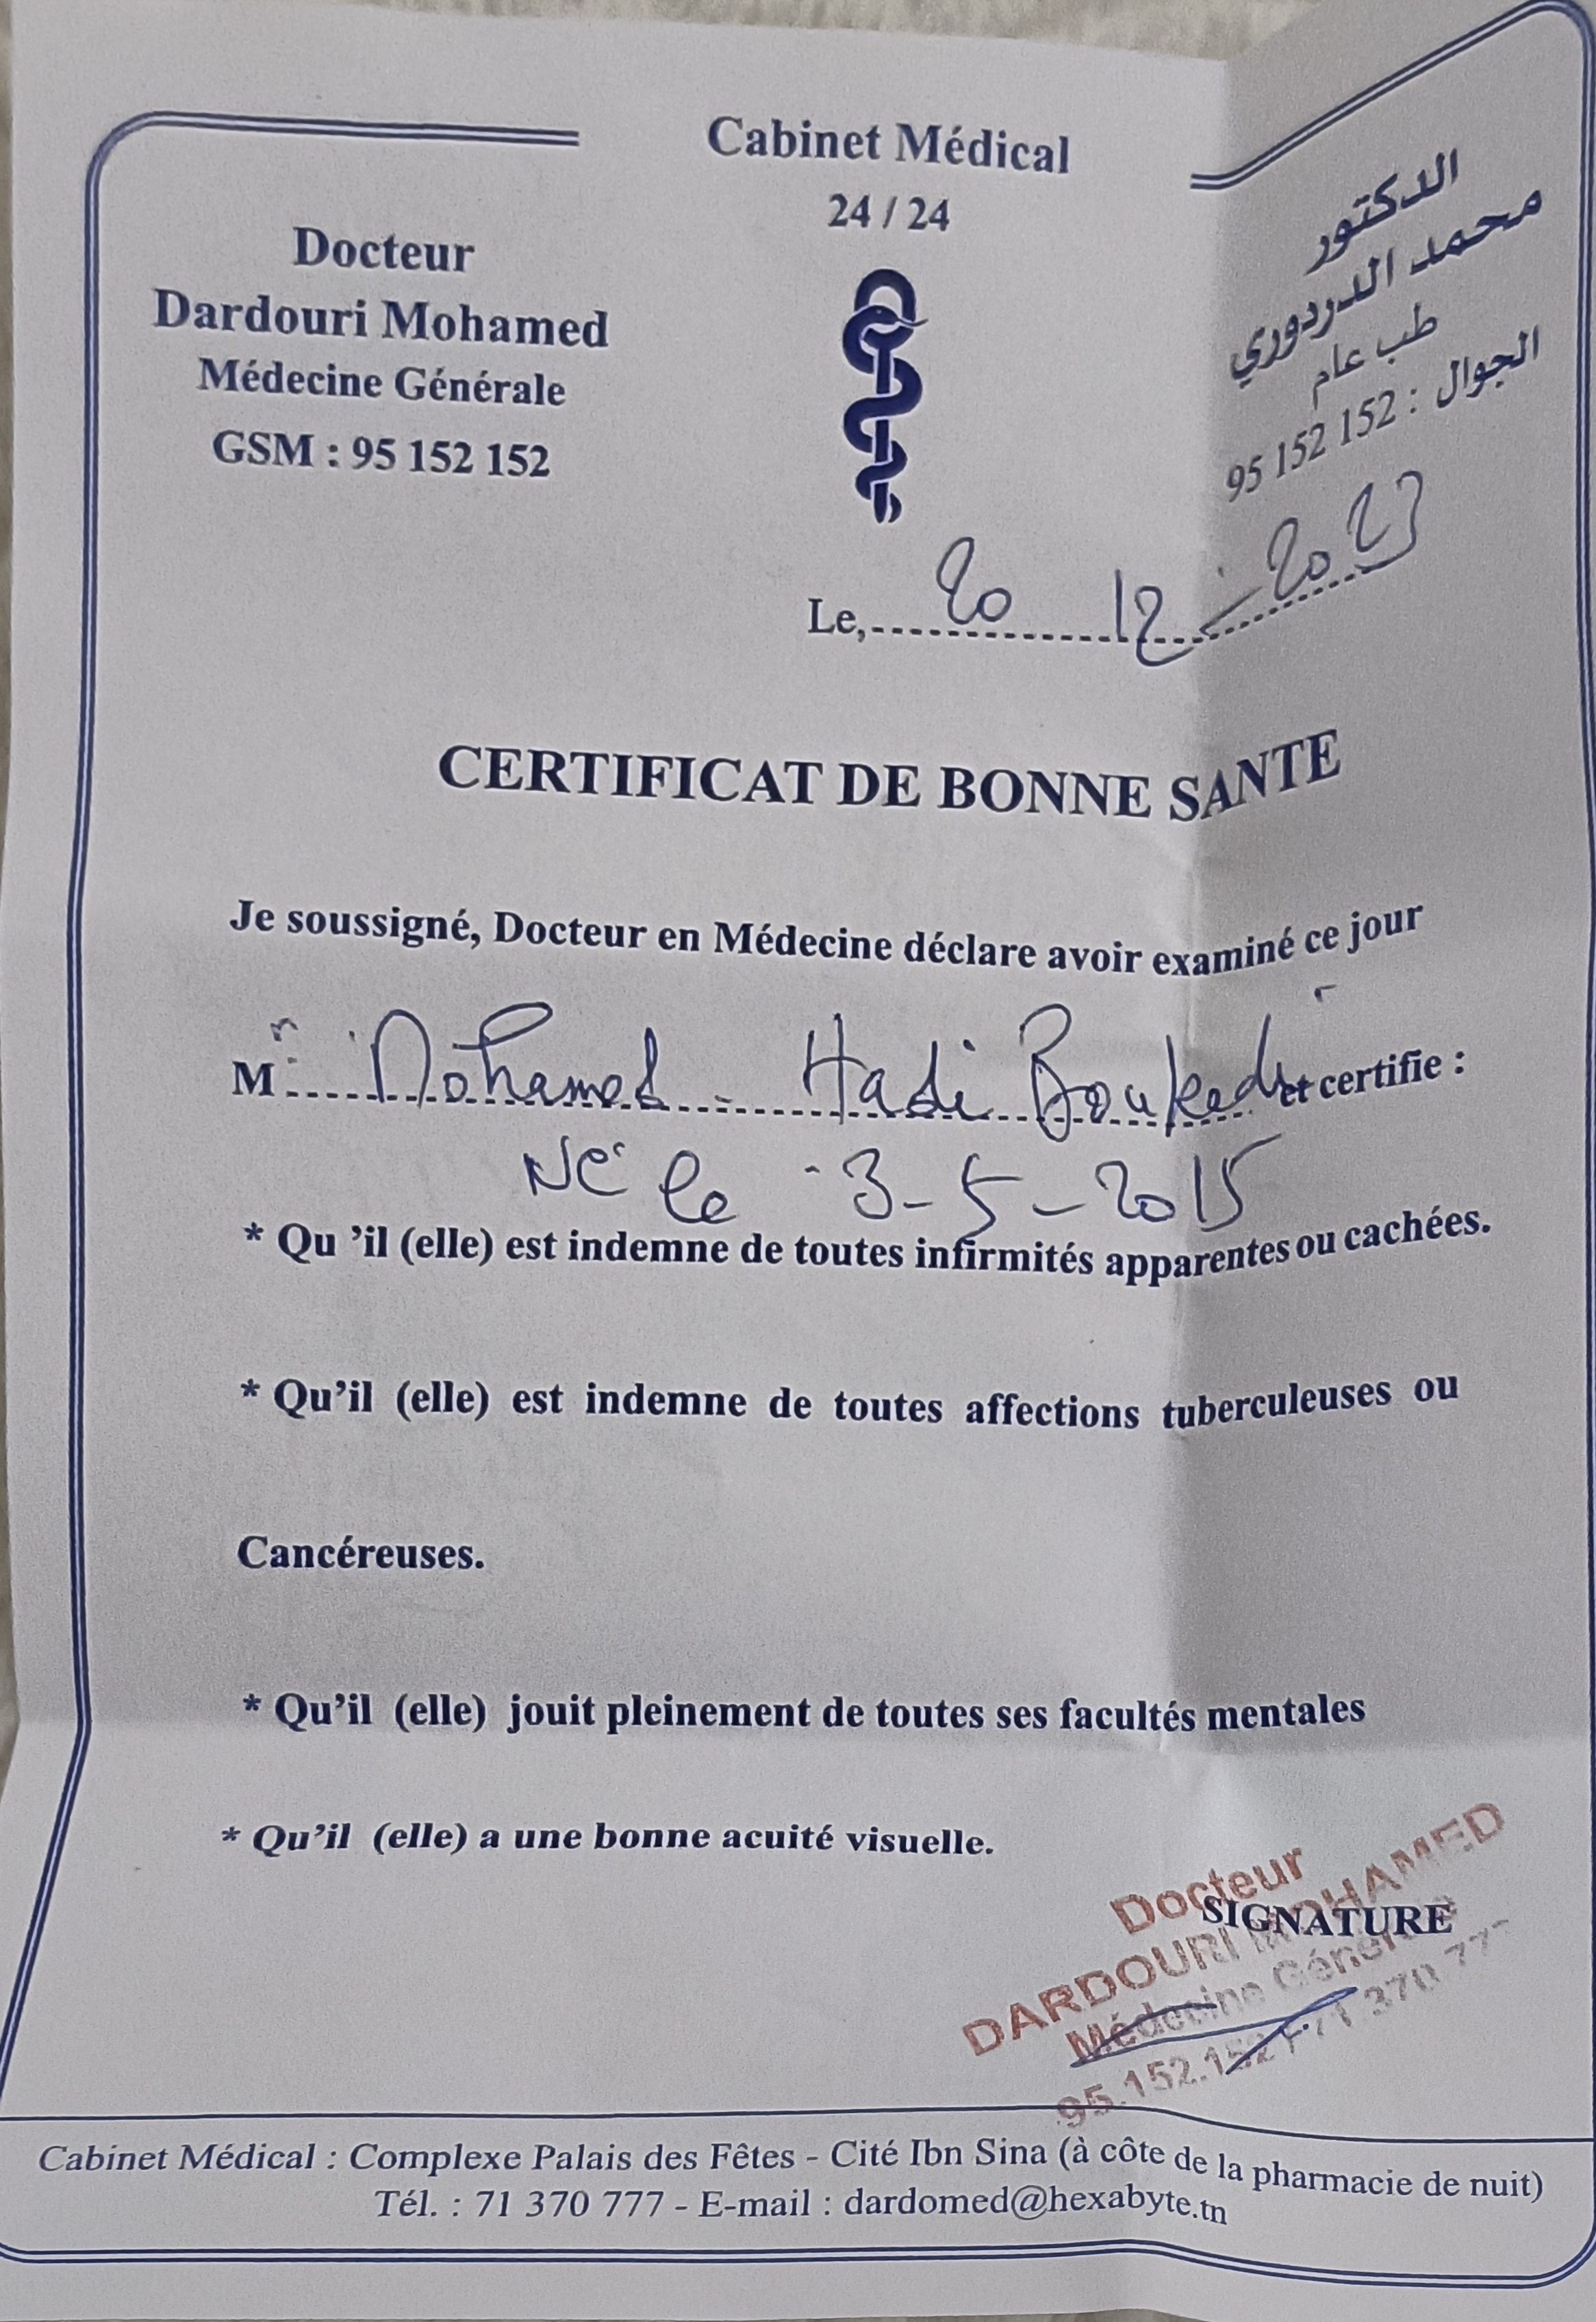 Cabinet Médical
24 / 24
Docteur
Dardouri Mohamed
Médecine Générale
GSM : 95 152 152
الدكتور
محمد الدردوري
طب عام
الجوال : 152 152 95
Le, 20 12 - 2023
CERTIFICAT DE BONNE SANTE
Je soussigné, Docteur en Médecine déclare avoir examiné ce jour
Mr Mohamed Hadi et certifie :
Né le 3-5-2015
* Qu 'il (elle) est indemne de toutes infirmités apparentes ou cachées.
* Qu'il (elle) est indemne de toutes affections tuberculeuses ou
Cancéreuses.
* Qu'il (elle) jouit pleinement de toutes ses facultés mentales
* Qu'il (elle) a une bonne acuité visuelle.
SIGNATURE
Docteur
DARDOURI MOHAMED
Médecine Générale
95.152.152 / 71 370 777
Cabinet Médical : Complexe Palais des Fêtes - Cité Ibn Sina (à côte de la pharmacie de nuit)
Tél. : 71 370 777 - E-mail : dardomed@hexabyte.tn